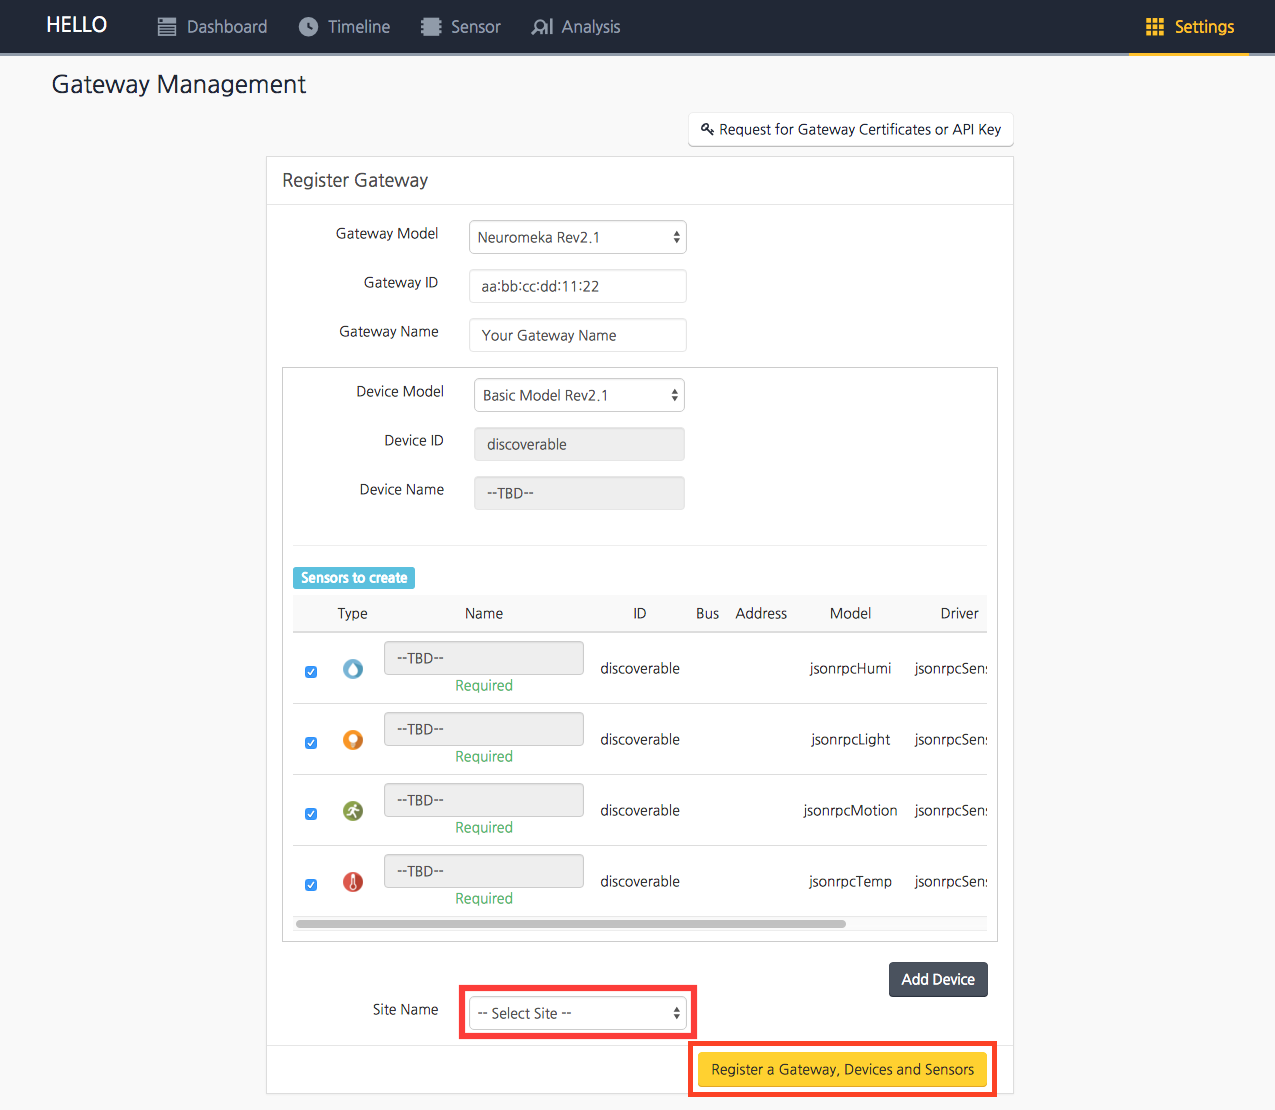 HELLO Dashboard Timeline Sensor Analysis Settings
Gateway Management
Request for Gateway Certificates or API Key
Register Gateway
Gateway Model Neuromeka Rev2.1
Gateway ID aa:bb:cc:dd:11:22
Gateway Name Your Gateway Name
Device Model Basic Model Rev2.1
Device ID discoverable
Device Name --TBD--
Sensors to create
Type Name ID Bus Address Model Driver
--TBD-- discoverable jsonrpcHumi jsonrpcSens
Required
--TBD-- discoverable jsonrpcLight jsonrpcSens
Required
--TBD-- discoverable jsonrpcMotion jsonrpcSens
Required
--TBD-- discoverable jsonrpcTemp jsonrpcSens
Required
Add Device
Site Name -- Select Site --
Register a Gateway, Devices and Sensors